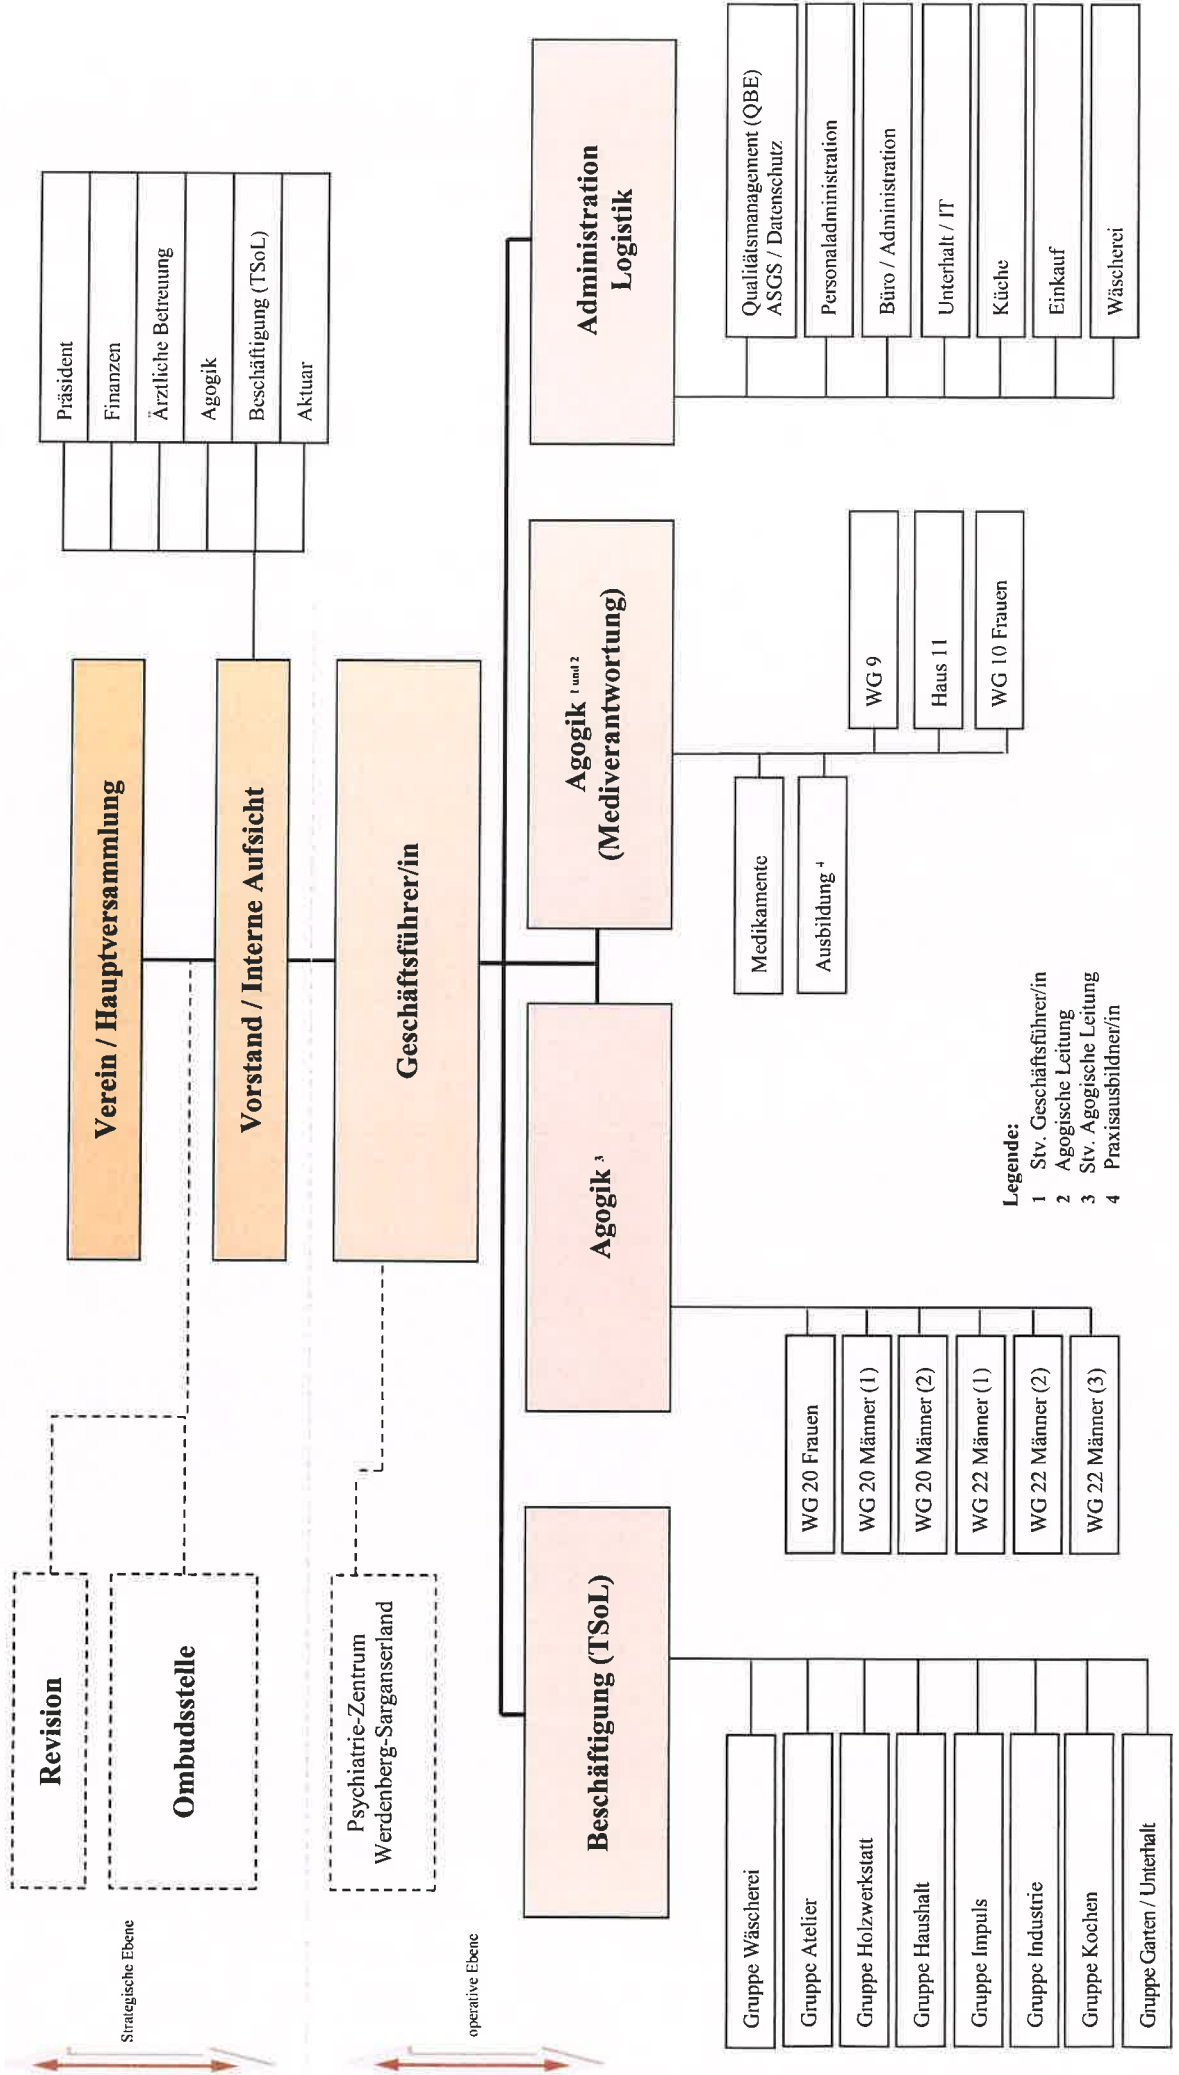 Revision
Ombudsstelle
Strategische Ebene
Verein / Hauptversammlung
Vorstand / Interne Aufsicht
Präsident
Finanzen
Ärztliche Betreuung
Agogik
Beschäftigung (TSoL)
Aktuar
operative Ebene
Psychiatrie-Zentrum
Werdenberg-Sarganserland
Geschäftsführer/in
Beschäftigung (TSoL)
Agogik ³
Agogik ¹ ᵘⁿᵈ ²
(Mediverantwortung)
Administration
Logistik
Gruppe Wäscherei
Gruppe Atelier
Gruppe Holzwerkstatt
Gruppe Haushalt
Gruppe Impuls
Gruppe Industrie
Gruppe Kochen
Gruppe Garten / Unterhalt
WG 20 Frauen
WG 20 Männer (1)
WG 20 Männer (2)
WG 22 Männer (1)
WG 22 Männer (2)
WG 22 Männer (3)
Medikamente
Ausbildung ⁴
WG 9
Haus 11
WG 10 Frauen
Qualitätsmanagement (QBE)
ASGS / Datenschutz
Personaladministration
Büro / Administration
Unterhalt / IT
Küche
Einkauf
Wäscherei
Legende:
1 Stv. Geschäftsführer/in
2 Agogische Leitung
3 Stv. Agogische Leitung
4 Praxisausbildner/in